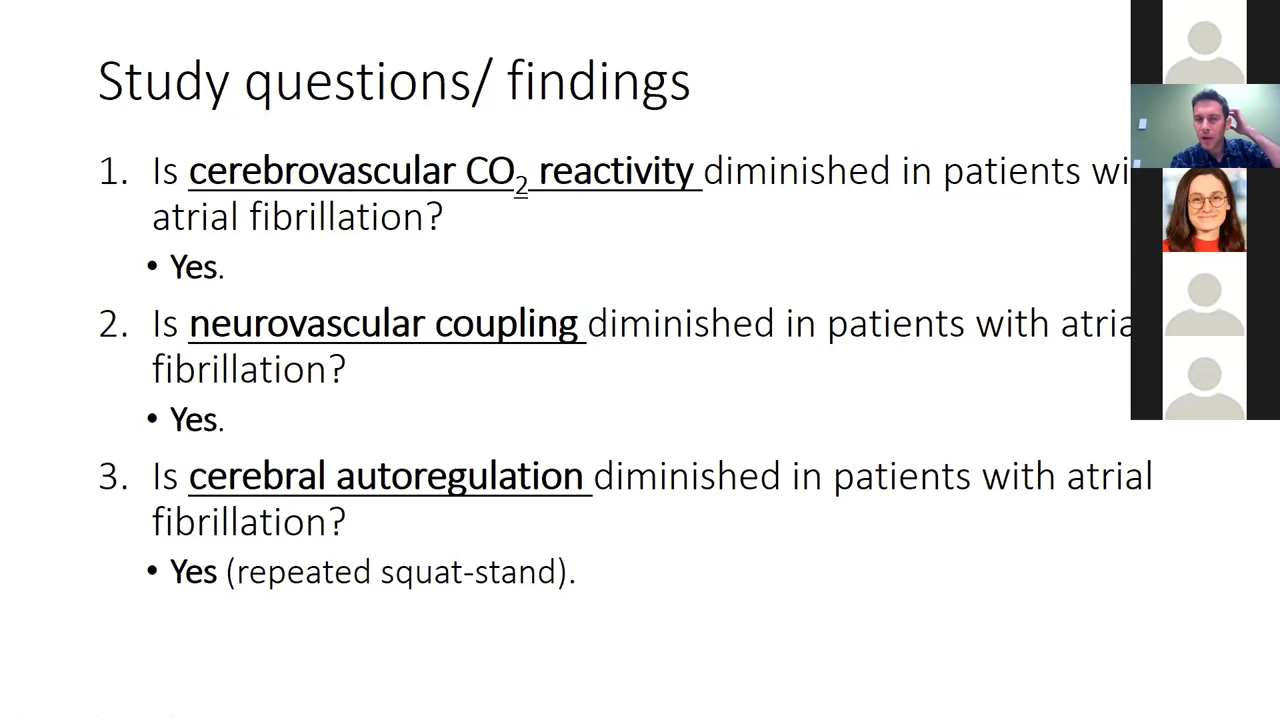 Study questions/ findings
1. Is cerebrovascular CO₂ reactivity diminished in patients wi
atrial fibrillation?
• Yes.
2. Is neurovascular coupling diminished in patients with atria
fibrillation?
• Yes.
3. Is cerebral autoregulation diminished in patients with atrial
fibrillation?
• Yes (repeated squat-stand).